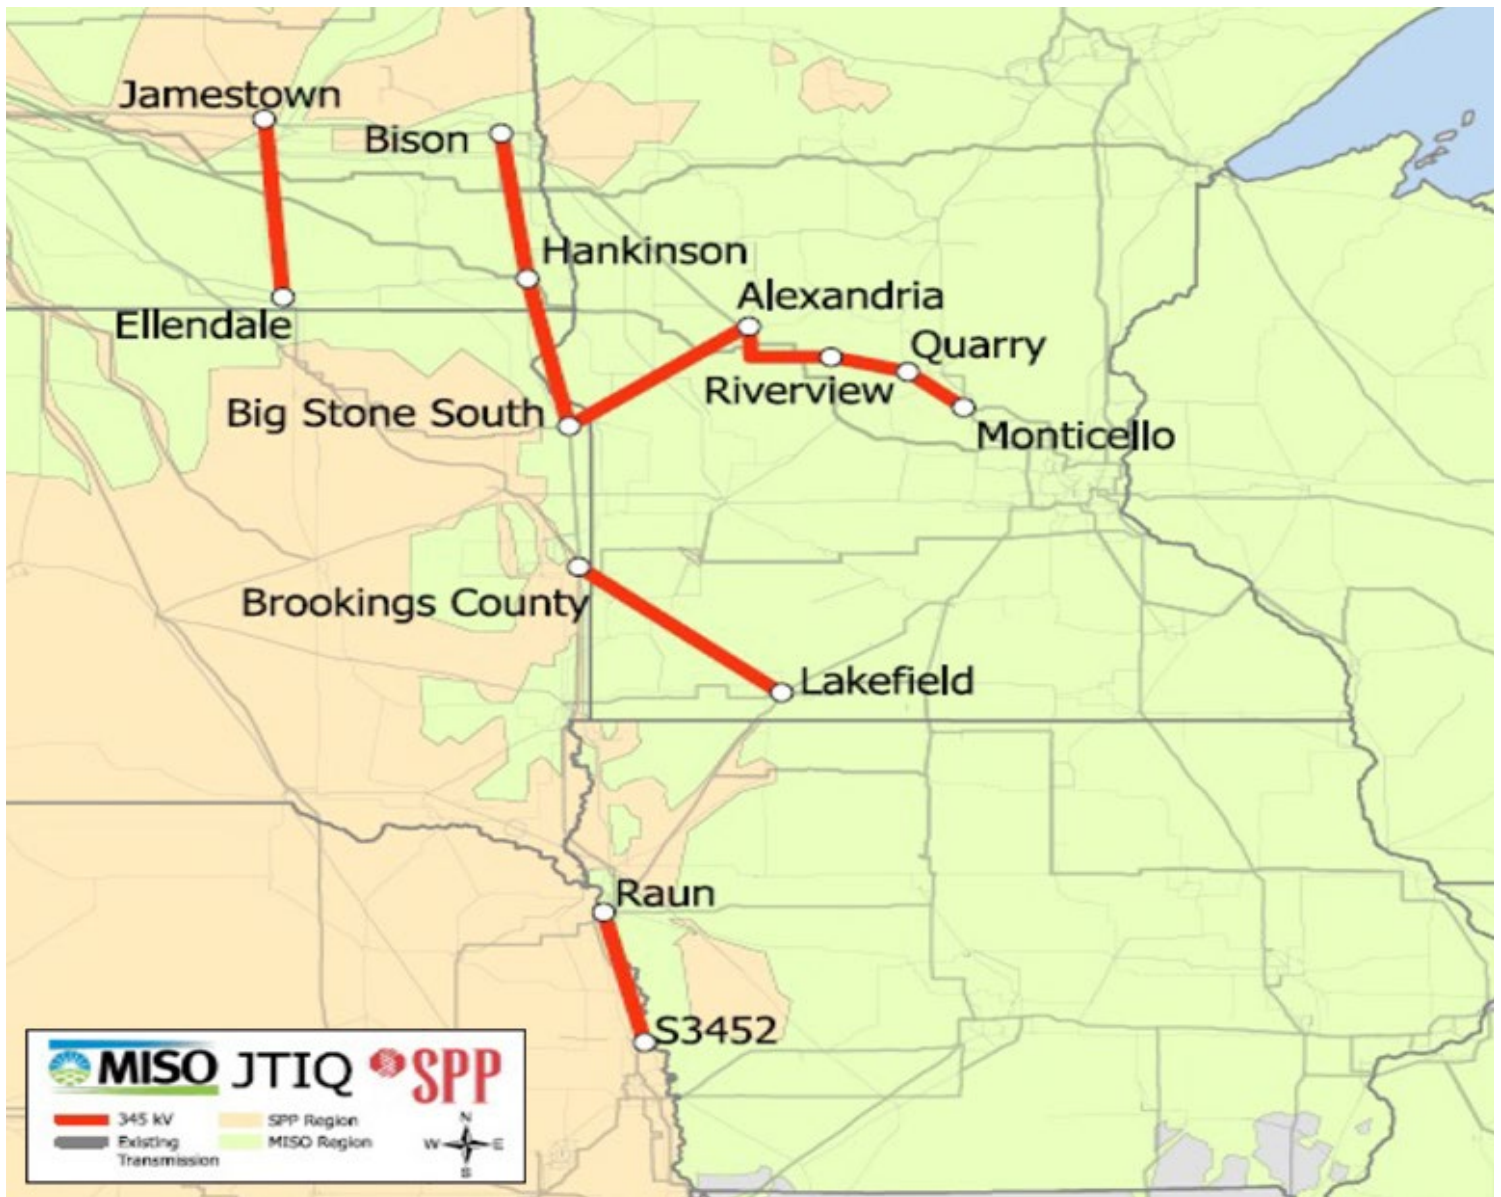 Jamestown
Bison
Hankinson
Alexandria
Ellendale
Quarry
Riverview
Big Stone South
Monticello
Brookings County
Lakefield
Raun
S3452
MISO JTIQ SPP
345 kV
SPP Region
Existing
Transmission
MISO Region
N
W E
S